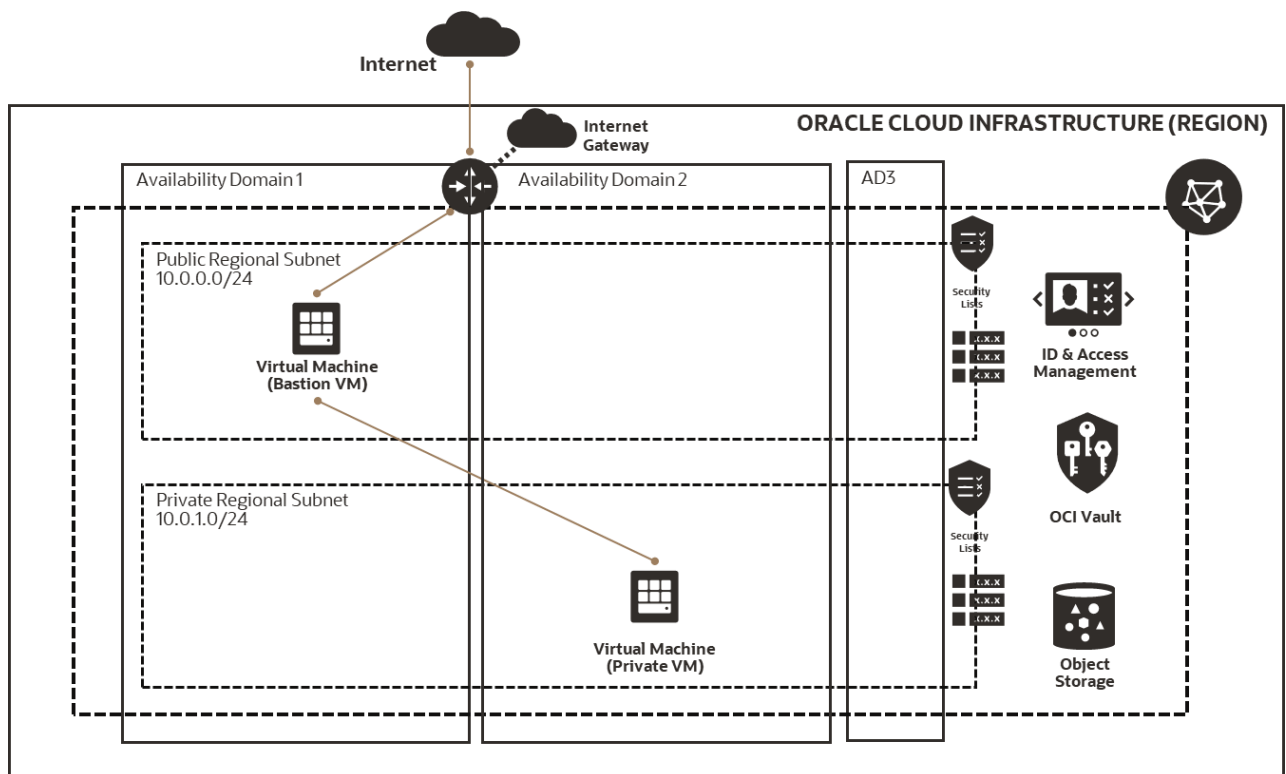 Internet
Internet
Gateway
ORACLE CLOUD INFRASTRUCTURE (REGION)
Availability Domain 1
Availability Domain 2
AD3
Public Regional Subnet
10.0.0.0/24
Virtual Machine
(Bastion VM)
Security
Lists
x.x.x
x.x.x
x.x.x
ID & Access
Management
OCI Vault
Private Regional Subnet
10.0.1.0/24
Virtual Machine
(Private VM)
Security
Lists
x.x.x
x.x.x
x.x.x
Object
Storage